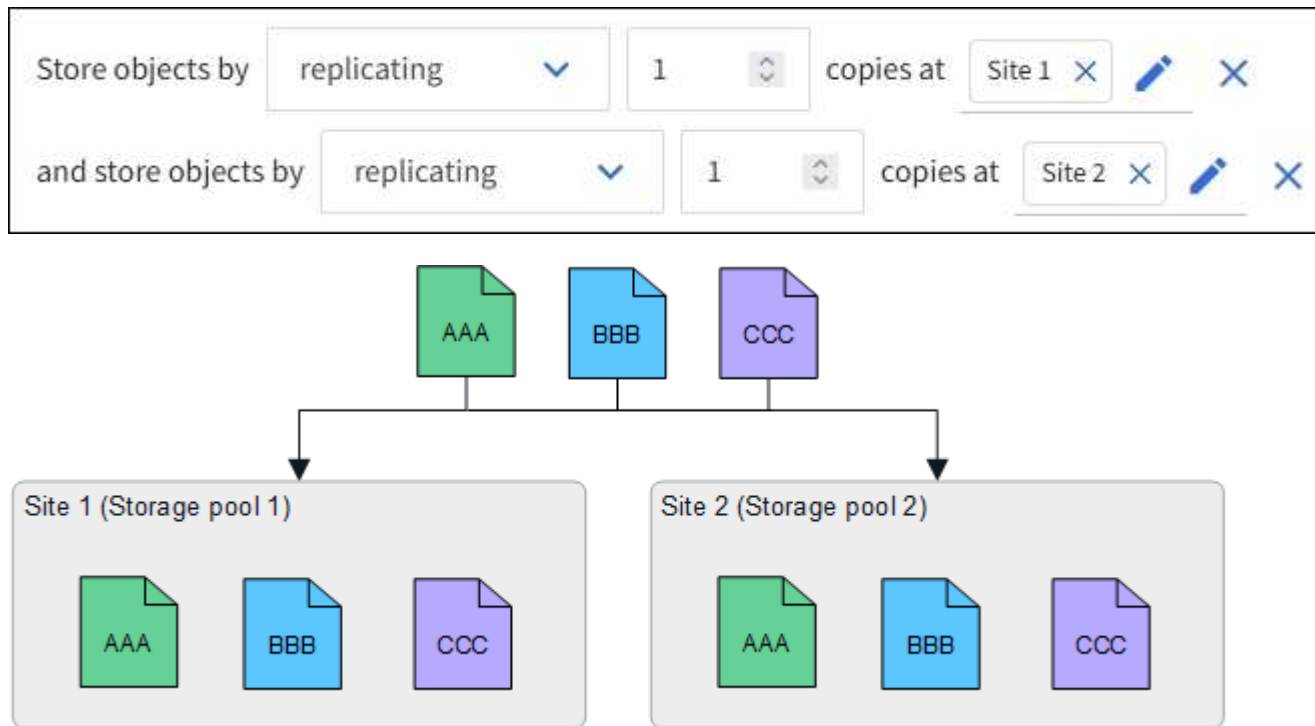 Store objects by replicating 1 copies at Site 1
and store objects by replicating 1 copies at Site 2
AAA BBB CCC
Site 1 (Storage pool 1)
AAA BBB CCC
Site 2 (Storage pool 2)
AAA BBB CCC